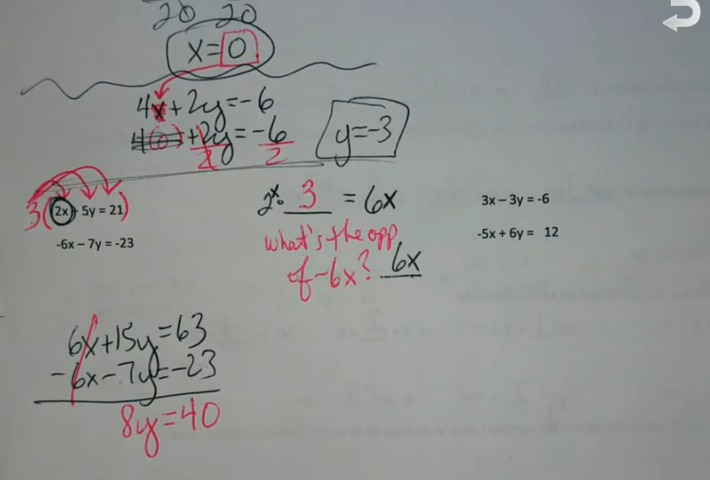 20 20
x=0
4x+2y=-6
4(0)+2y=-6
2 2
y=-3
3(2x + 5y = 21)
-6x – 7y = -23
2x· 3 = 6x
what's the opp
of -6x? 6x
3x – 3y = -6
-5x + 6y = 12
6x+15y=63
-6x-7y=-23
8y=40